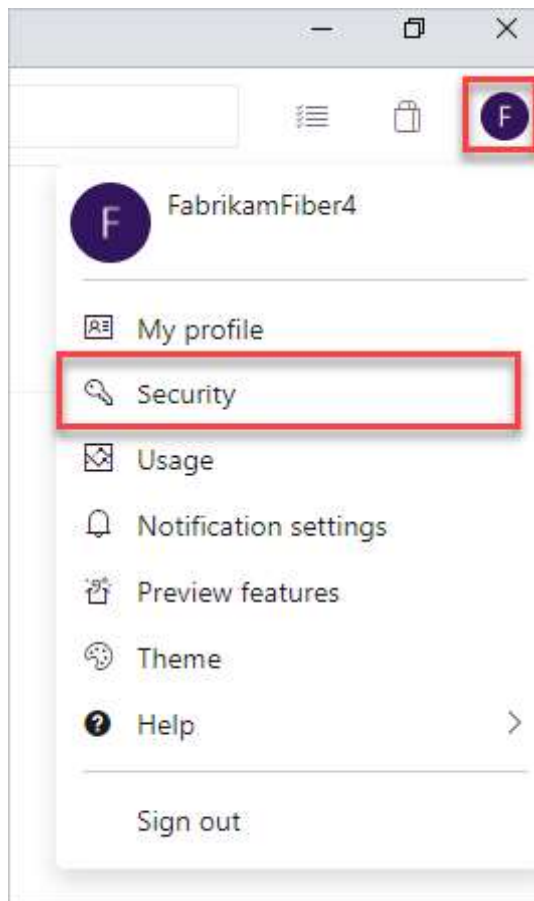 F
F
FabrikamFiber4
My profile
Security
Usage
Notification settings
Preview features
Theme
Help
Sign out